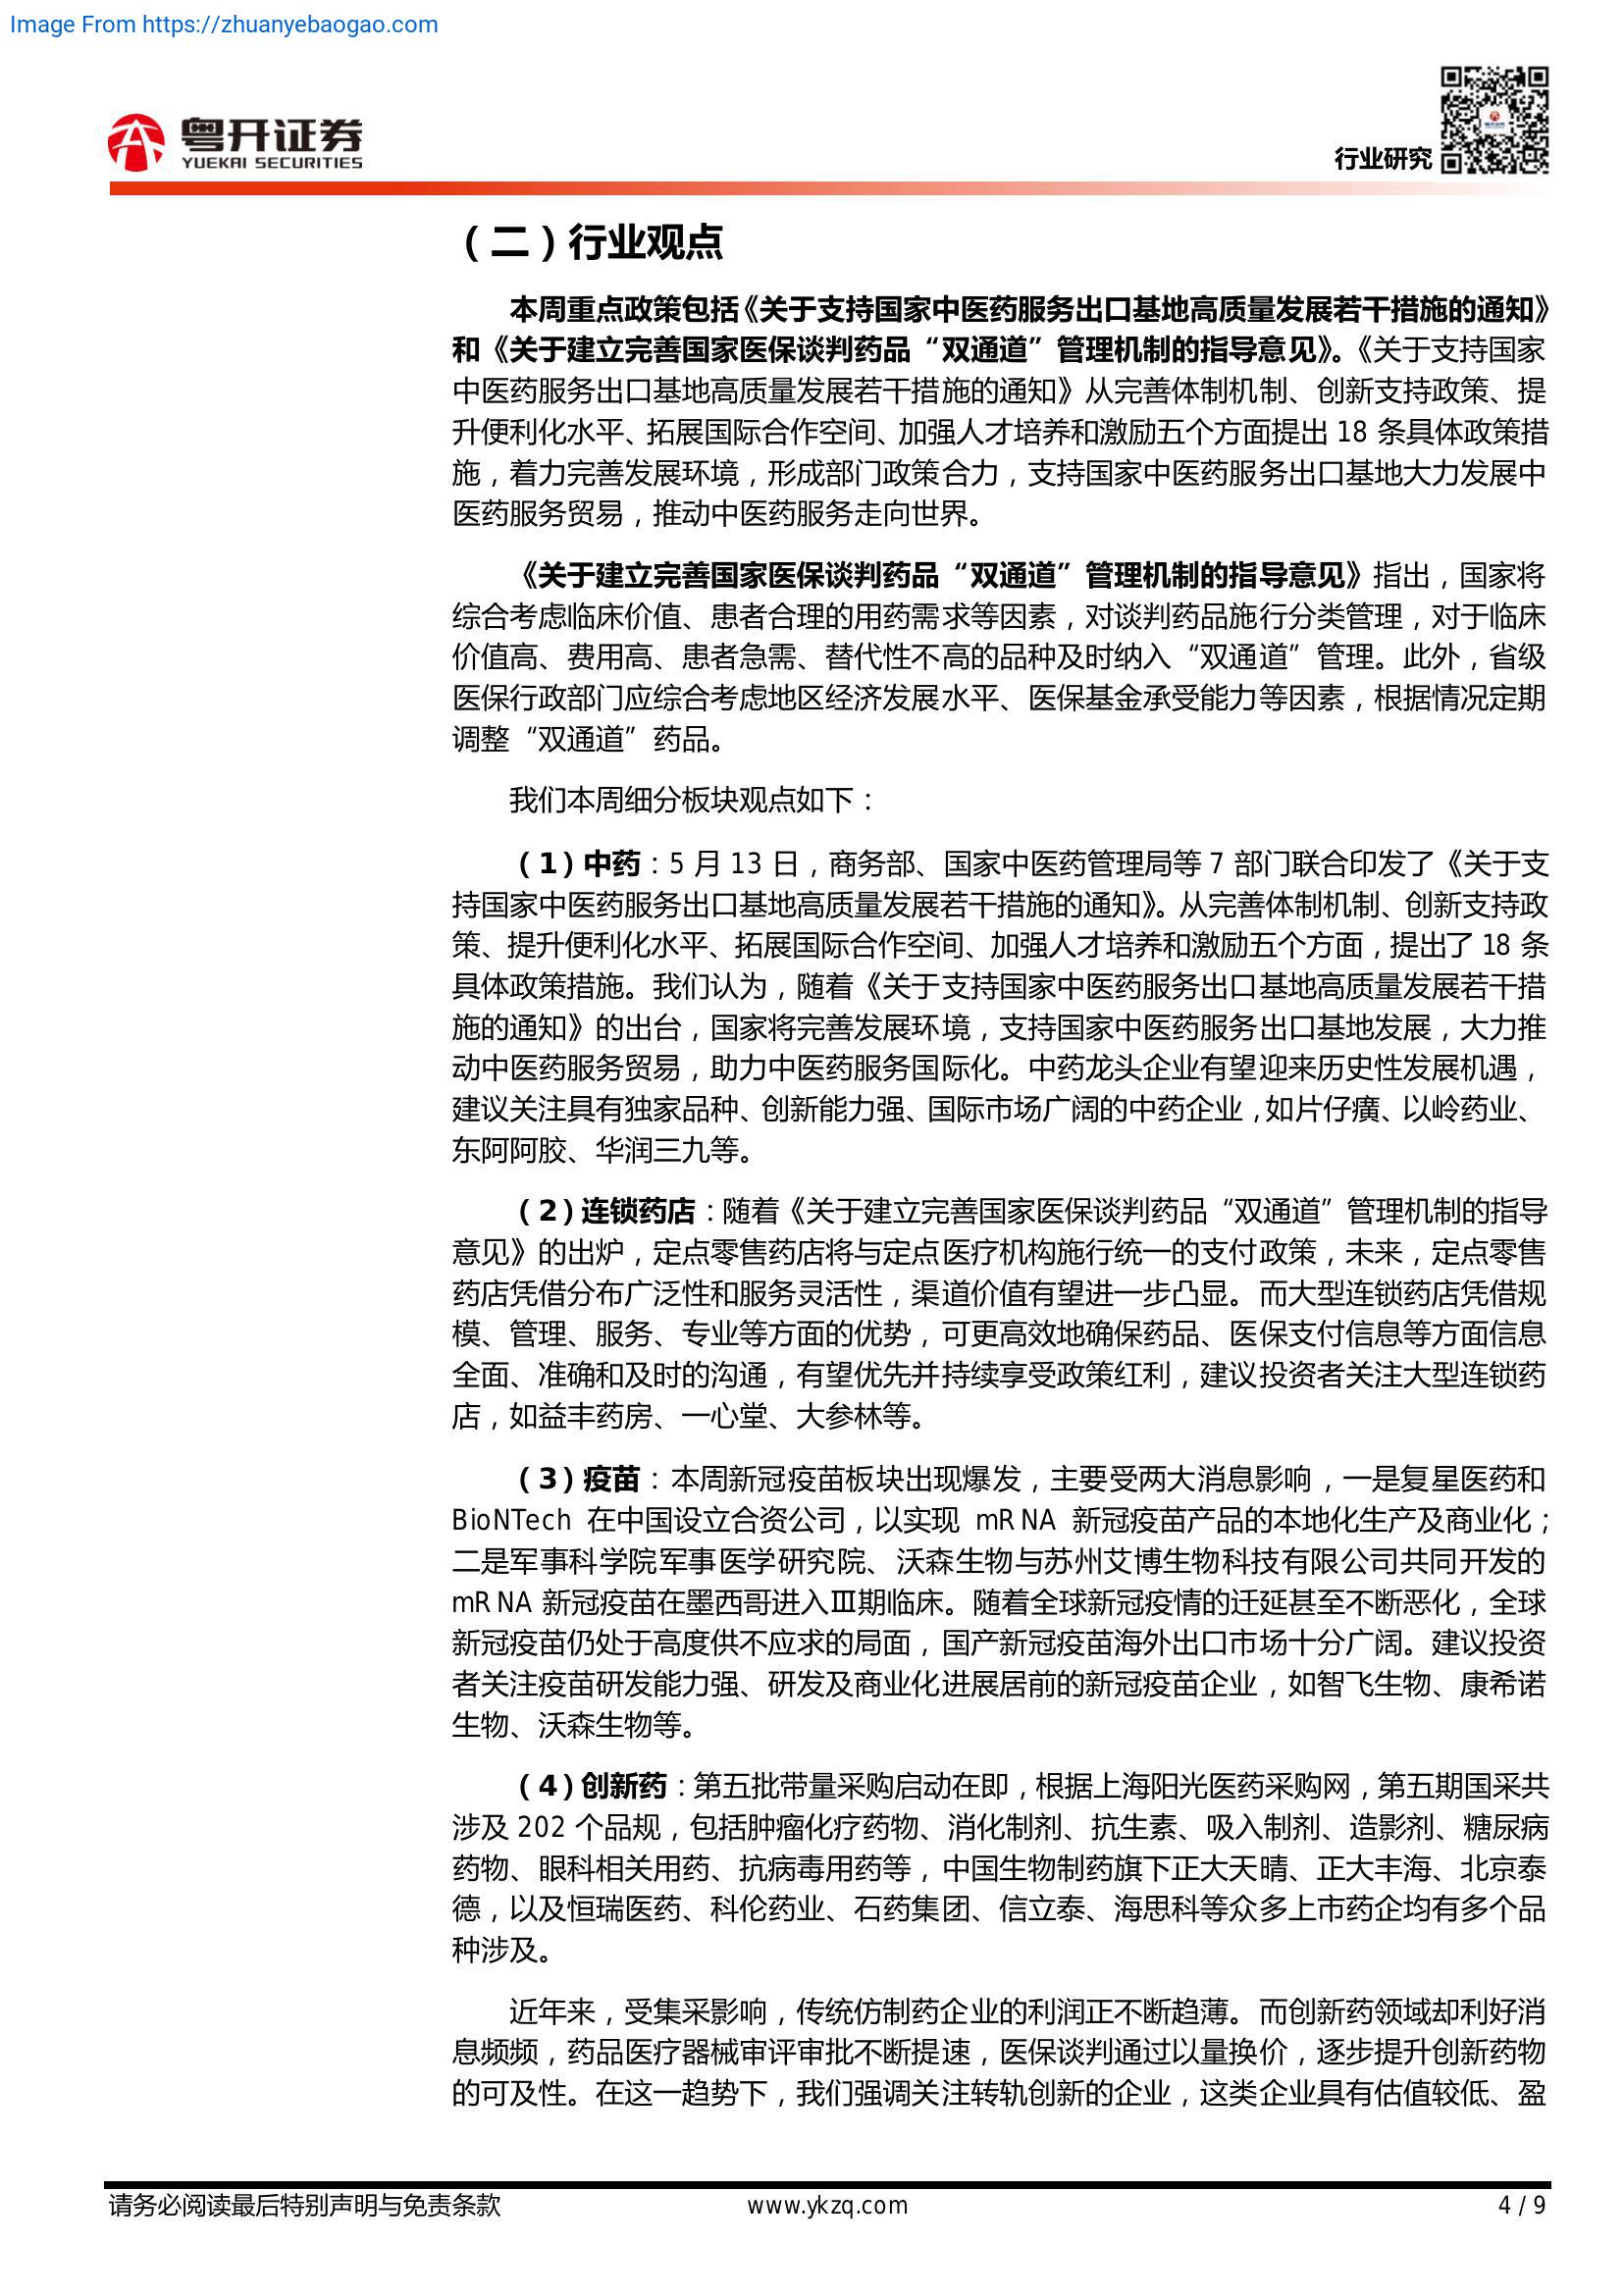 Image From https://zhuanyebaogao.com
粤开证券
YUEKAI SECURITIES
行业研究
（二）行业观点
本周重点政策包括《关于支持国家中医药服务出口基地高质量发展若干措施的通知》
和《关于建立完善国家医保谈判药品“双通道”管理机制的指导意见》。《关于支持国家
中医药服务出口基地高质量发展若干措施的通知》从完善体制机制、创新支持政策、提
升便利化水平、拓展国际合作空间、加强人才培养和激励五个方面提出 18 条具体政策措
施，着力完善发展环境，形成部门政策合力，支持国家中医药服务出口基地大力发展中
医药服务贸易，推动中医药服务走向世界。
《关于建立完善国家医保谈判药品“双通道”管理机制的指导意见》指出，国家将
综合考虑临床价值、患者合理的用药需求等因素，对谈判药品施行分类管理，对于临床
价值高、费用高、患者急需、替代性不高的品种及时纳入“双通道”管理。此外，省级
医保行政部门应综合考虑地区经济发展水平、医保基金承受能力等因素，根据情况定期
调整“双通道”药品。
我们本周细分板块观点如下：
（1）中药：5 月 13 日，商务部、国家中医药管理局等 7 部门联合印发了《关于支
持国家中医药服务出口基地高质量发展若干措施的通知》。从完善体制机制、创新支持政
策、提升便利化水平、拓展国际合作空间、加强人才培养和激励五个方面，提出了 18 条
具体政策措施。我们认为，随着《关于支持国家中医药服务出口基地高质量发展若干措
施的通知》的出台，国家将完善发展环境，支持国家中医药服务出口基地发展，大力推
动中医药服务贸易，助力中医药服务国际化。中药龙头企业有望迎来历史性发展机遇，
建议关注具有独家品种、创新能力强、国际市场广阔的中药企业，如片仔癀、以岭药业、
东阿阿胶、华润三九等。
（2）连锁药店：随着《关于建立完善国家医保谈判药品“双通道”管理机制的指导
意见》的出炉，定点零售药店将与定点医疗机构施行统一的支付政策，未来，定点零售
药店凭借分布广泛性和服务灵活性，渠道价值有望进一步凸显。而大型连锁药店凭借规
模、管理、服务、专业等方面的优势，可更高效地确保药品、医保支付信息等方面信息
全面、准确和及时的沟通，有望优先并持续享受政策红利，建议投资者关注大型连锁药
店，如益丰药房、一心堂、大参林等。
（3）疫苗：本周新冠疫苗板块出现爆发，主要受两大消息影响，一是复星医药和
BioNTech 在中国设立合资公司，以实现 mRNA 新冠疫苗产品的本地化生产及商业化；
二是军事科学院军事医学研究院、沃森生物与苏州艾博生物科技有限公司共同开发的
mRNA 新冠疫苗在墨西哥进入Ⅲ期临床。随着全球新冠疫情的迁延甚至不断恶化，全球
新冠疫苗仍处于高度供不应求的局面，国产新冠疫苗海外出口市场十分广阔。建议投资
者关注疫苗研发能力强、研发及商业化进展居前的新冠疫苗企业，如智飞生物、康希诺
生物、沃森生物等。
（4）创新药：第五批带量采购启动在即，根据上海阳光医药采购网，第五期国采共
涉及 202 个品规，包括肿瘤化疗药物、消化制剂、抗生素、吸入制剂、造影剂、糖尿病
药物、眼科相关用药、抗病毒用药等，中国生物制药旗下正大天晴、正大丰海、北京泰
德，以及恒瑞医药、科伦药业、石药集团、信立泰、海思科等众多上市药企均有多个品
种涉及。
近年来，受集采影响，传统仿制药企业的利润正不断趋薄。而创新药领域却利好消
息频频，药品医疗器械审评审批不断提速，医保谈判通过以量换价，逐步提升创新药物
的可及性。在这一趋势下，我们强调关注转轨创新的企业，这类企业具有估值较低、盈
请务必阅读最后特别声明与免责条款
www.ykzq.com
4 / 9